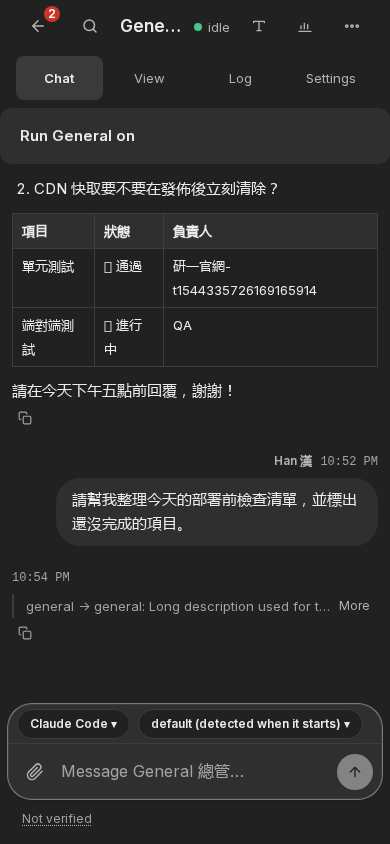 2
Gene... idle
Chat View Log Settings
Run General on
2. CDN 快取要不要在發佈後立刻清除？
項目 狀態 負責人
單元測試 通過 研一官網-
t1544335726169165914
端對端測 進行 QA
試 中
請在今天下午五點前回覆，謝謝！
Han 漢 10:52 PM
請幫我整理今天的部署前檢查清單，並標出
還沒完成的項目。
10:54 PM
general → general: Long description used for t... More
Claude Code ▾ default (detected when it starts) ▾
Message General 總管...
Not verified